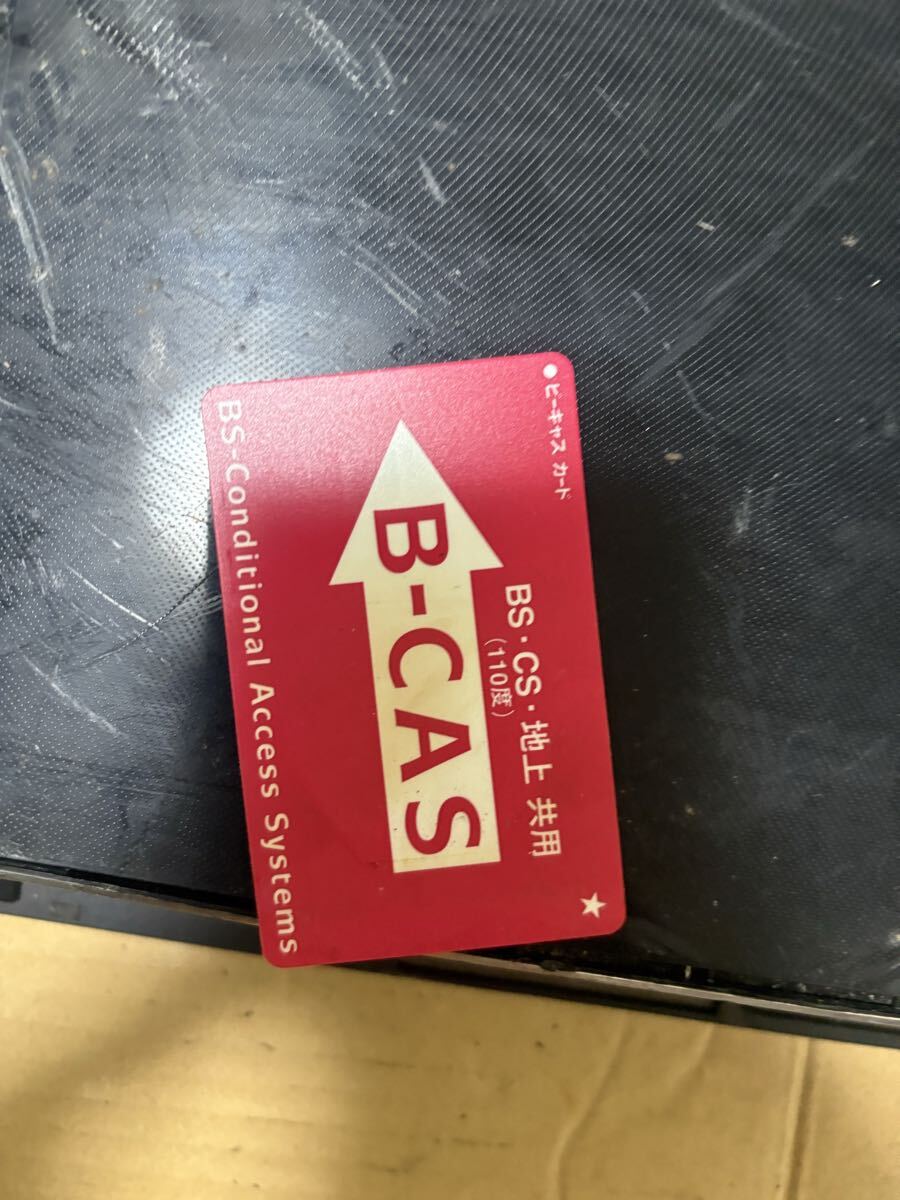 ● ビーキャス カード
BS・CS・地上 共用
（110度）
★
B-CAS
BS-Conditional Access Systems